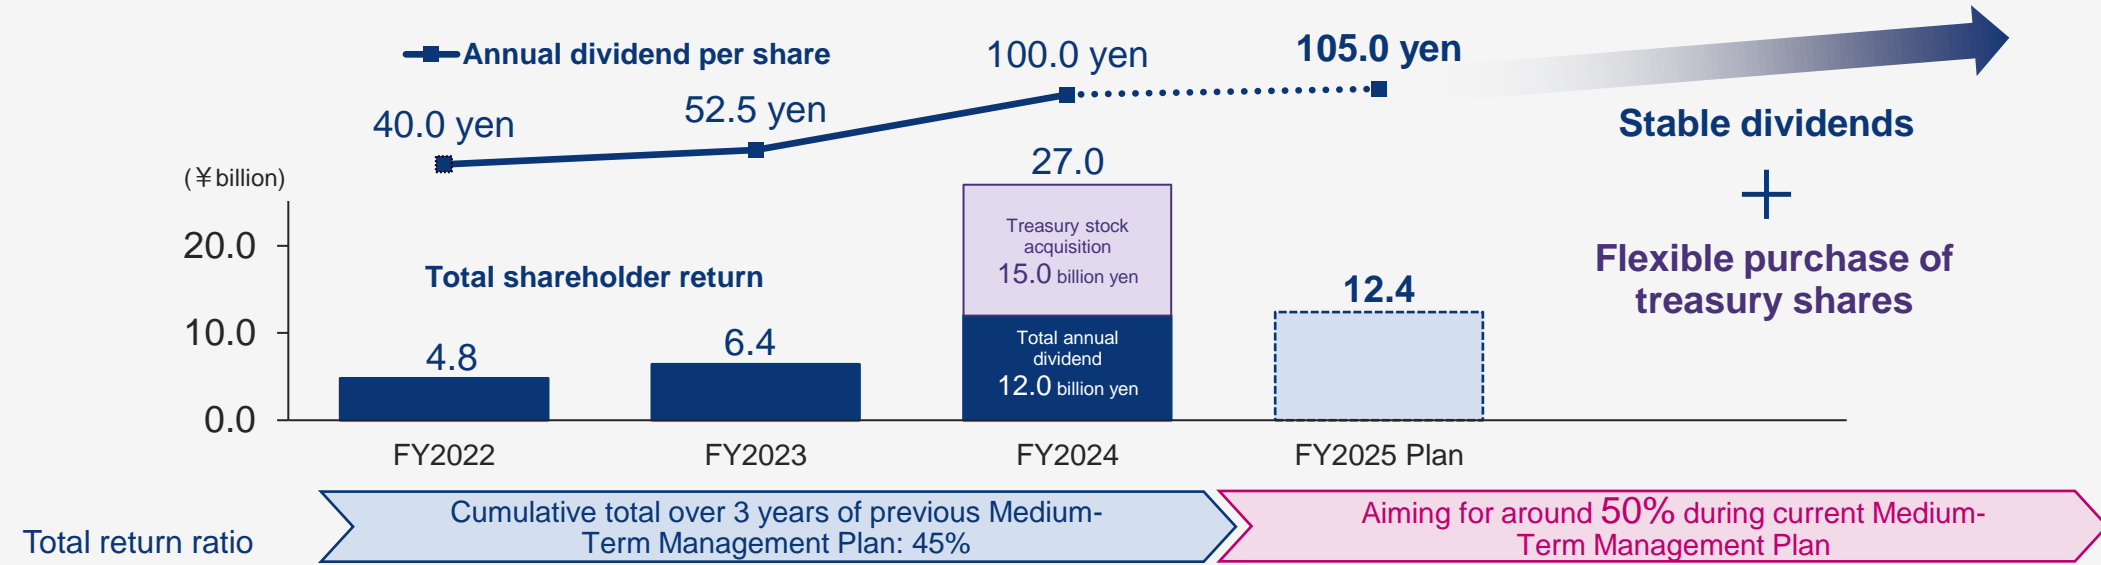 Annual dividend per share
40.0 yen
52.5 yen
100.0 yen
105.0 yen
(¥billion)
20.0
10.0
0.0
Total shareholder return
4.8
6.4
27.0
Treasury stock
acquisition
15.0 billion yen
Total annual
dividend
12.0 billion yen
12.4
FY2022
FY2023
FY2024
FY2025 Plan
Stable dividends
+
Flexible purchase of
treasury shares
Total return ratio
Cumulative total over 3 years of previous Medium-
Term Management Plan: 45%
Aiming for around 50% during current Medium-
Term Management Plan